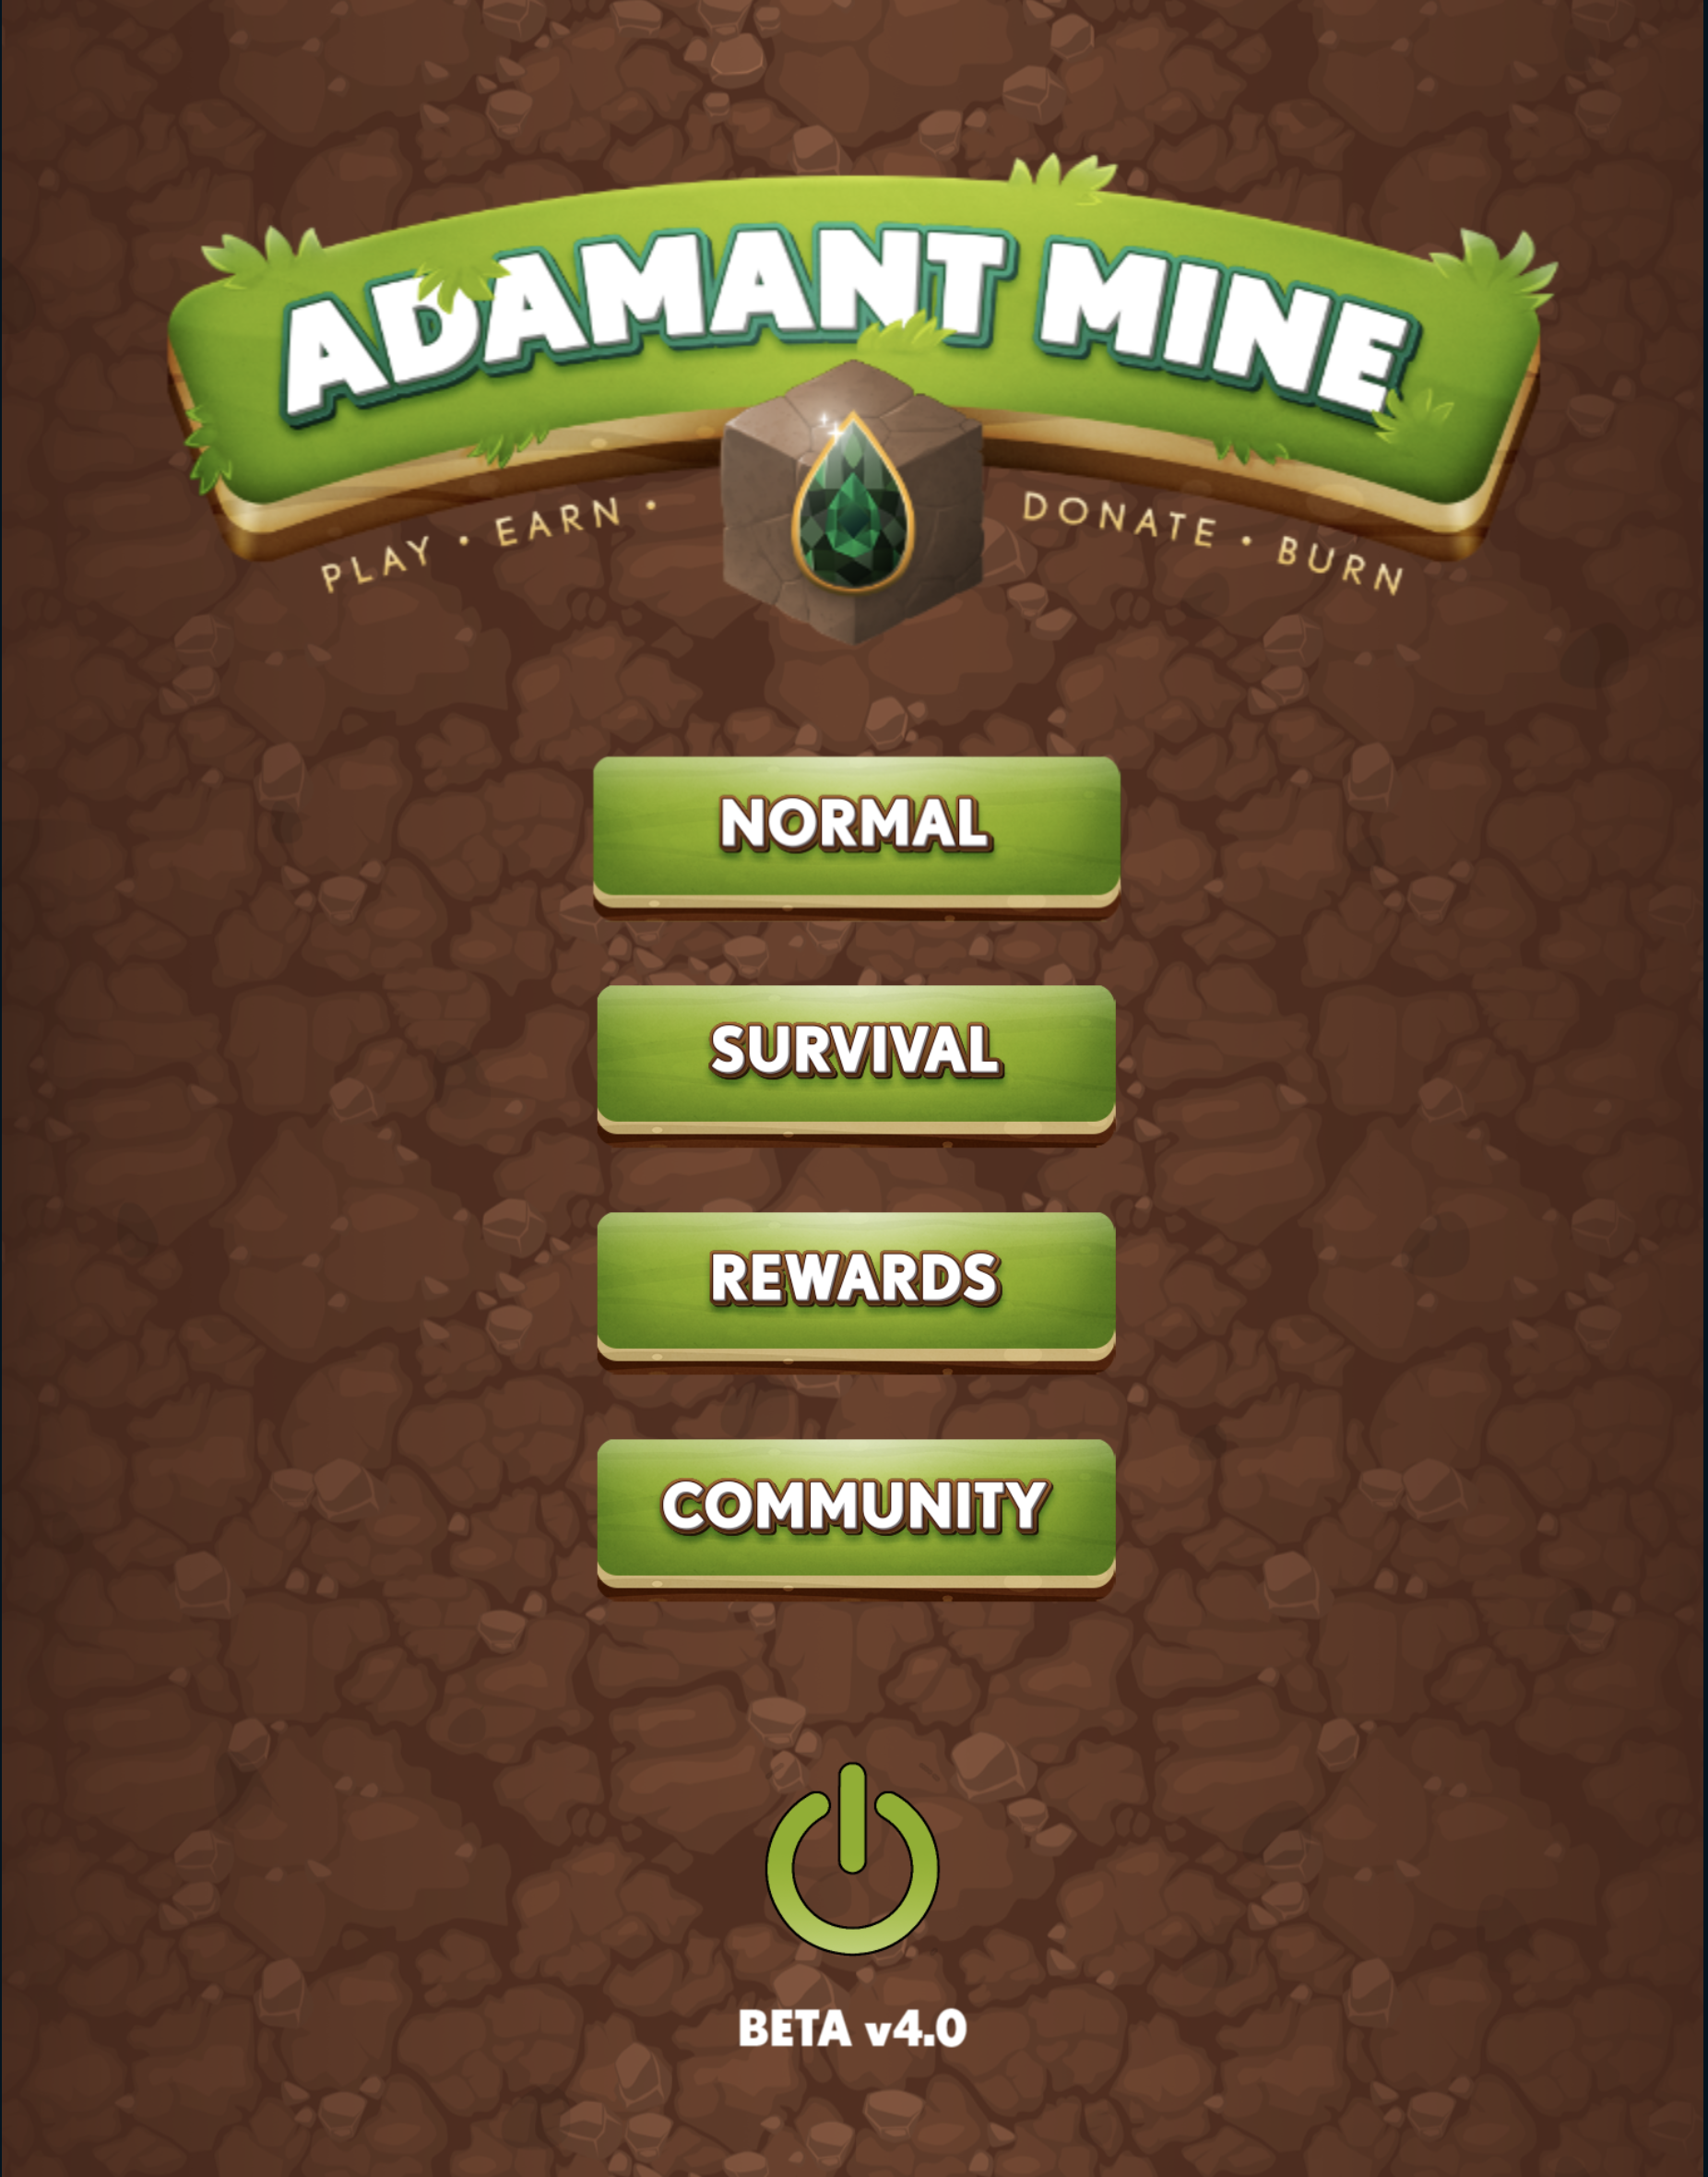 ADAMANT MINE
PLAY • EARN •
DONATE • BURN
NORMAL
SURVIVAL
REWARDS
COMMUNITY
BETA v4.0